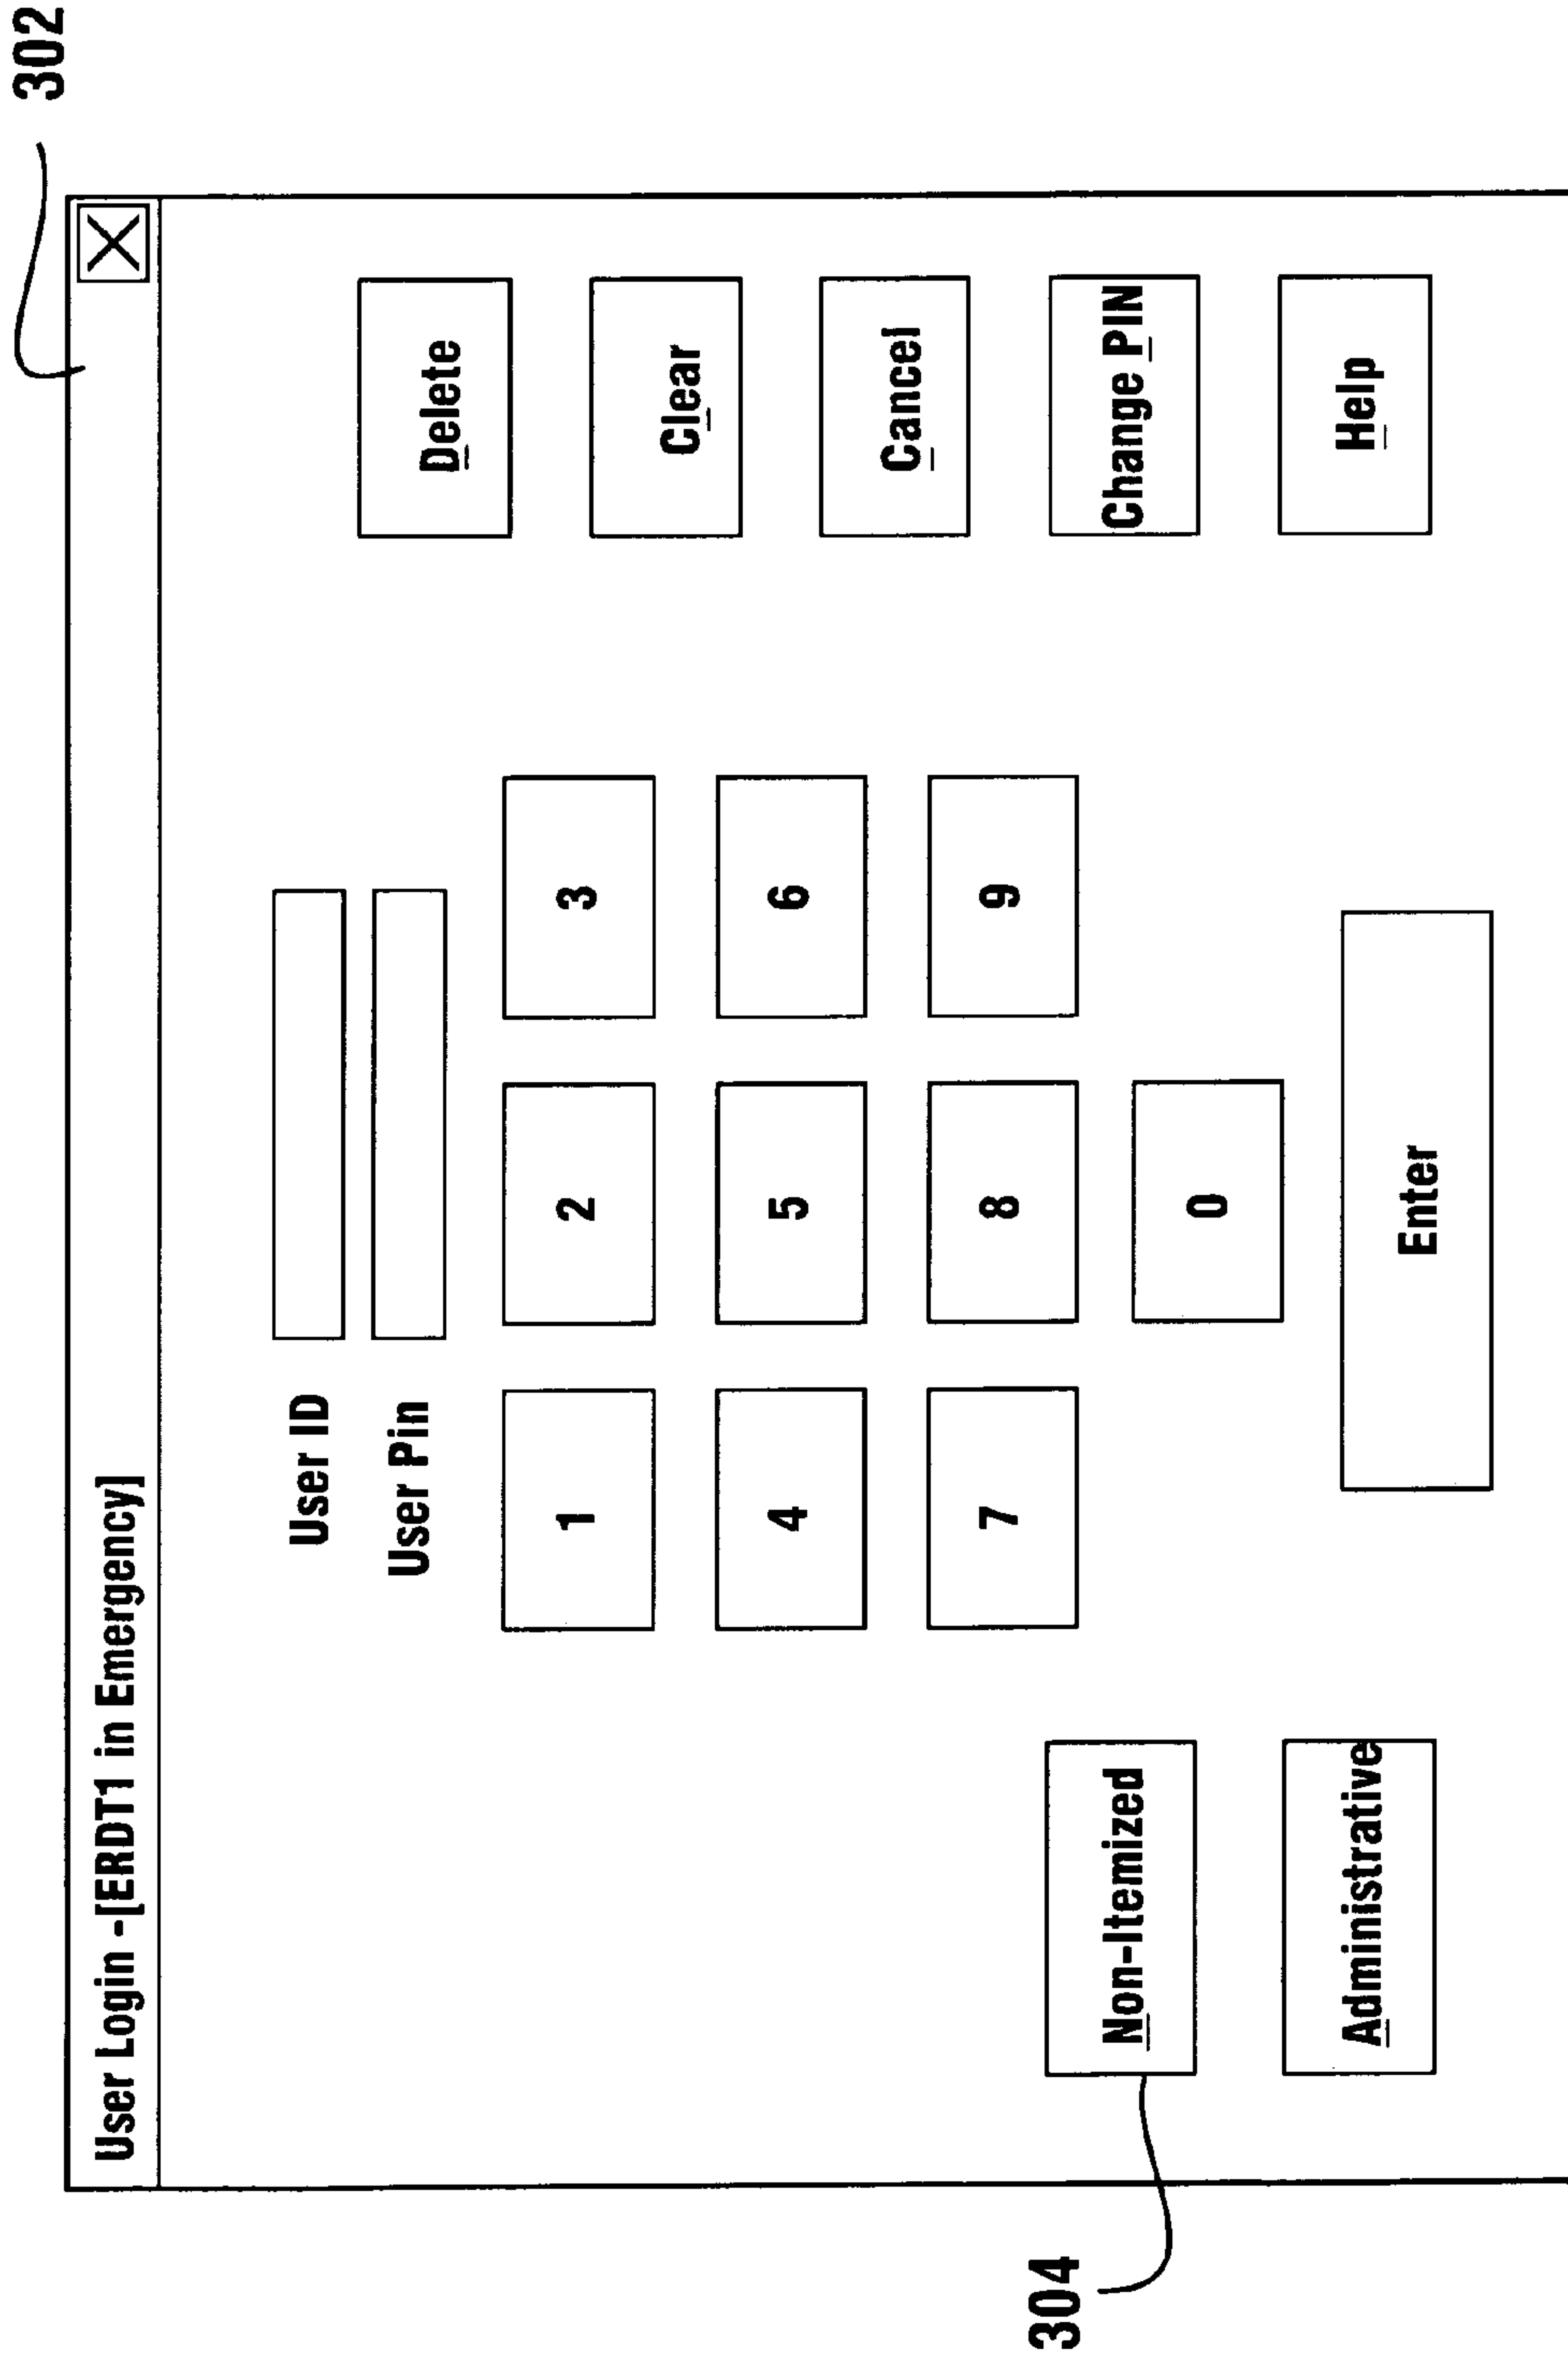 302
User Login -[ERDT1 in Emergency]
User ID
User Pin
Delete
1 2 3
Clear
4 5 6
Cancel
7 8 9
304
Non-Itemized
Change PIN
0
Administrative
Help
Enter